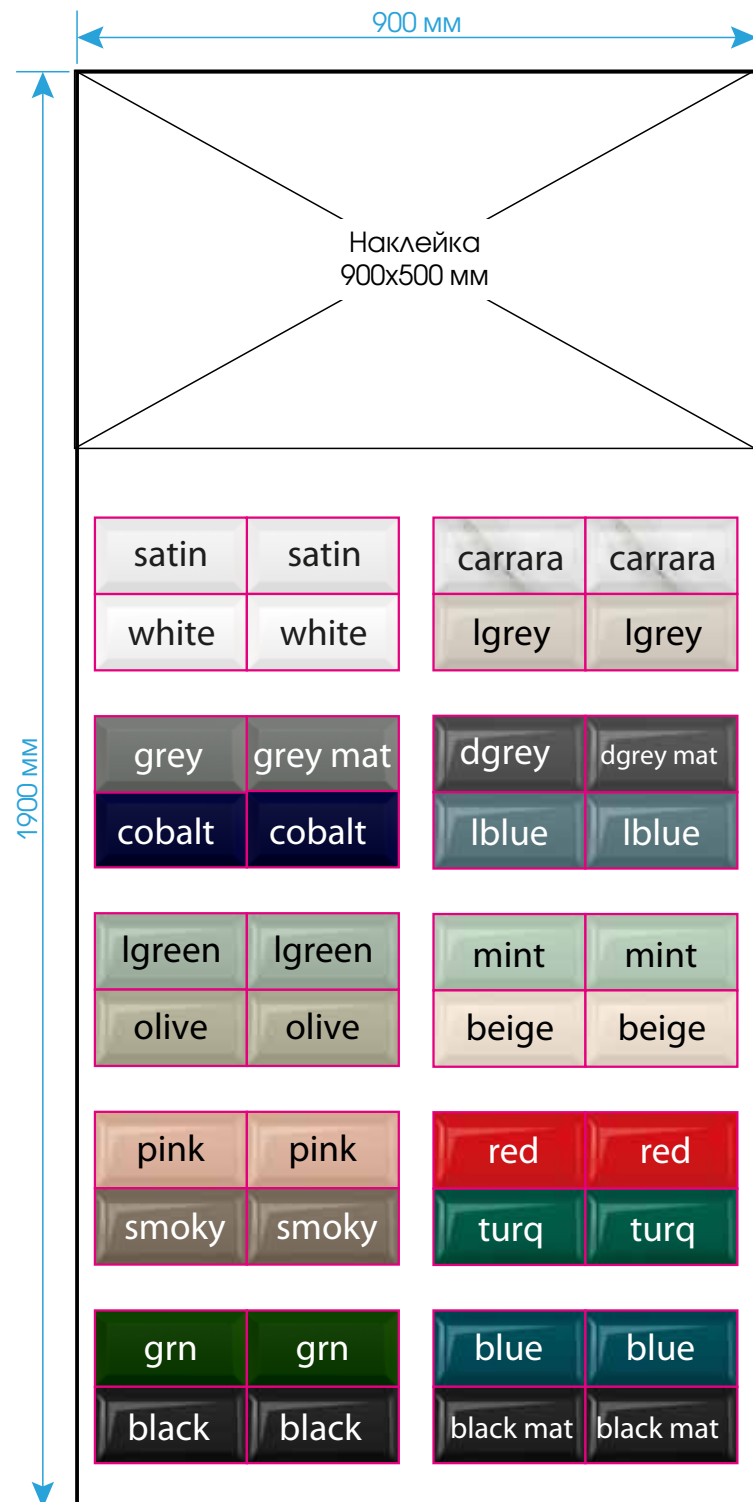 900 мм
Наклейка
900х500 мм
1900 мм
satin satin carrara carrara
white white lgrey lgrey
grey grey mat dgrey dgrey mat
cobalt cobalt lblue lblue
lgreen lgreen mint mint
olive olive beige beige
pink pink red red
smoky smoky turq turq
grn grn blue blue
black black black mat black mat